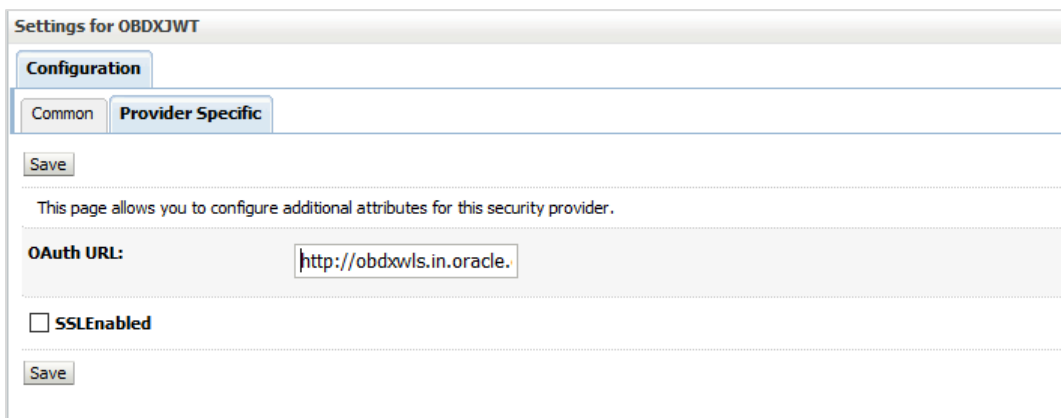 Settings for OBDXJWT
Configuration
Common Provider Specific
Save
This page allows you to configure additional attributes for this security provider.
OAuth URL: http://obdxwls.in.oracle.
SSLEnabled
Save